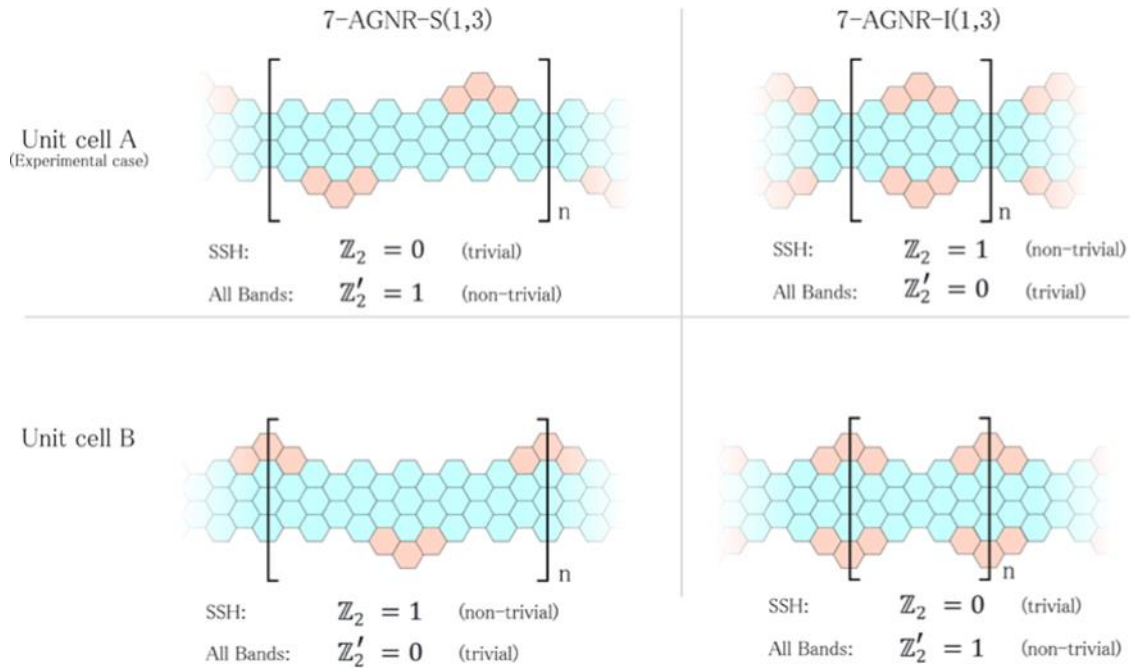 7-AGNR-S(1,3)
7-AGNR-I(1,3)
Unit cell A
(Experimental case)
n
n
SSH: ℤ₂ = 0 (trivial)
All Bands: ℤ₂′ = 1 (non-trivial)
SSH: ℤ₂ = 1 (non-trivial)
All Bands: ℤ₂′ = 0 (trivial)
Unit cell B
n
n
SSH: ℤ₂ = 1 (non-trivial)
All Bands: ℤ₂′ = 0 (trivial)
SSH: ℤ₂ = 0 (trivial)
All Bands: ℤ₂′ = 1 (non-trivial)